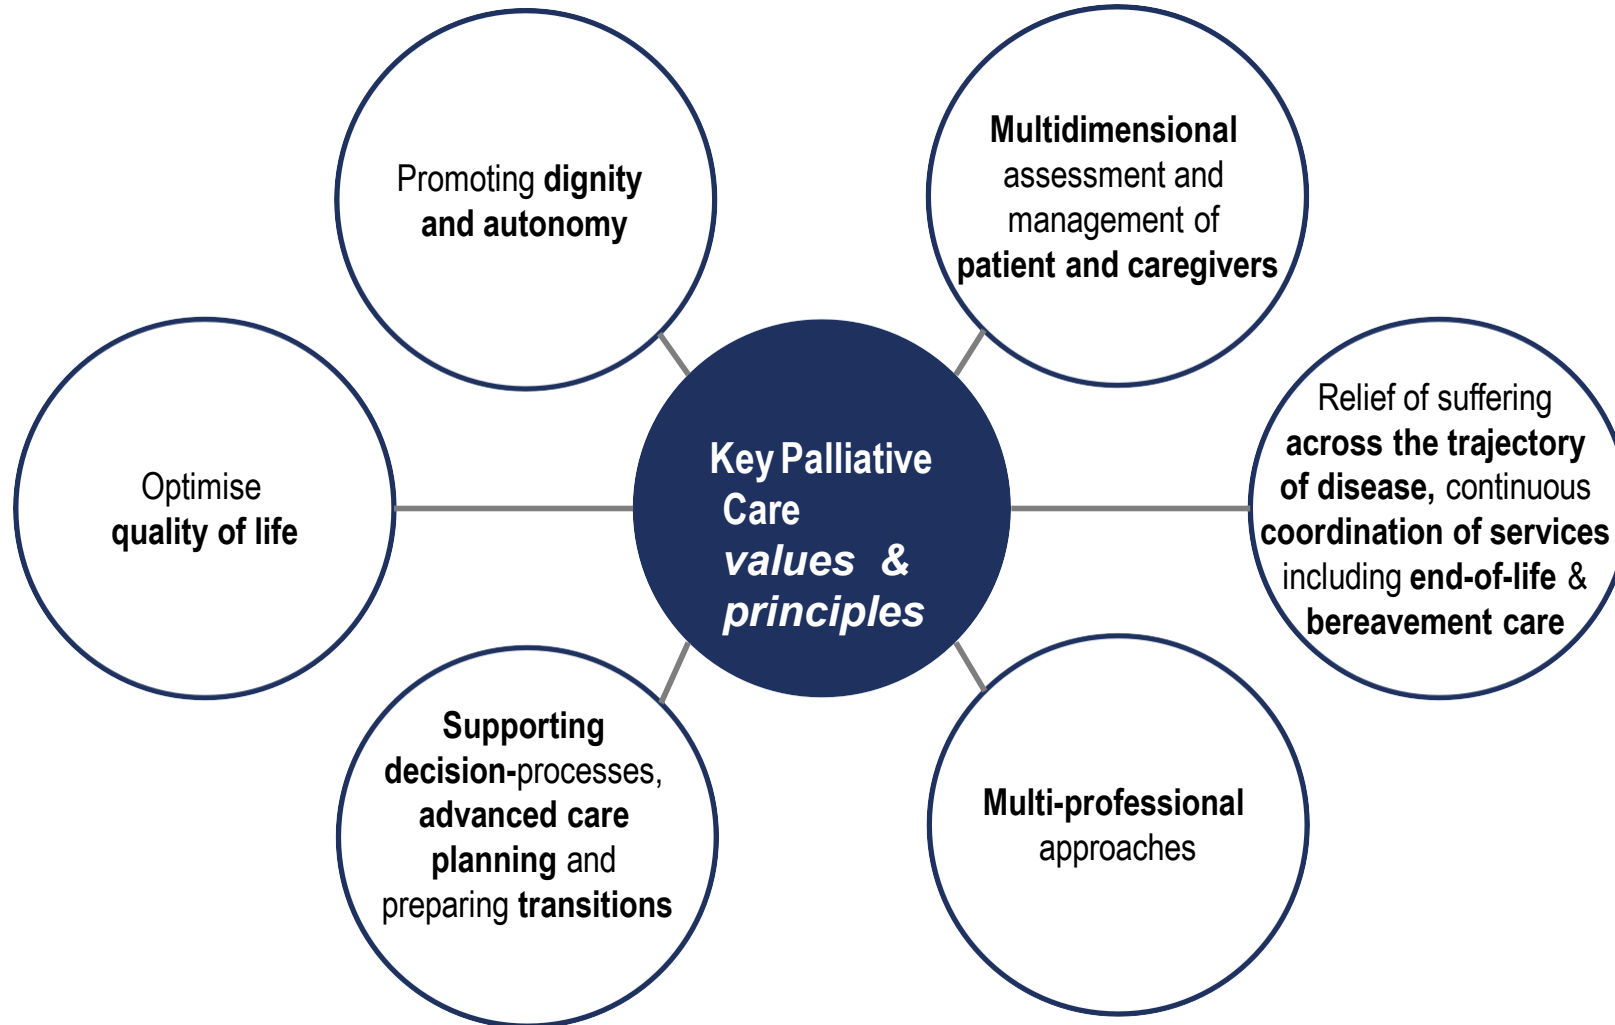 Promoting dignity
and autonomy
Multidimensional
assessment and
management of
patient and caregivers
Optimise
quality of life
Key Palliative
Care
values & 
principles
Relief of suffering
across the trajectory
of disease, continuous
coordination of services
including end-of-life &
bereavement care
Supporting
decision-processes,
advanced care
planning and
preparing transitions
Multi-professional
approaches